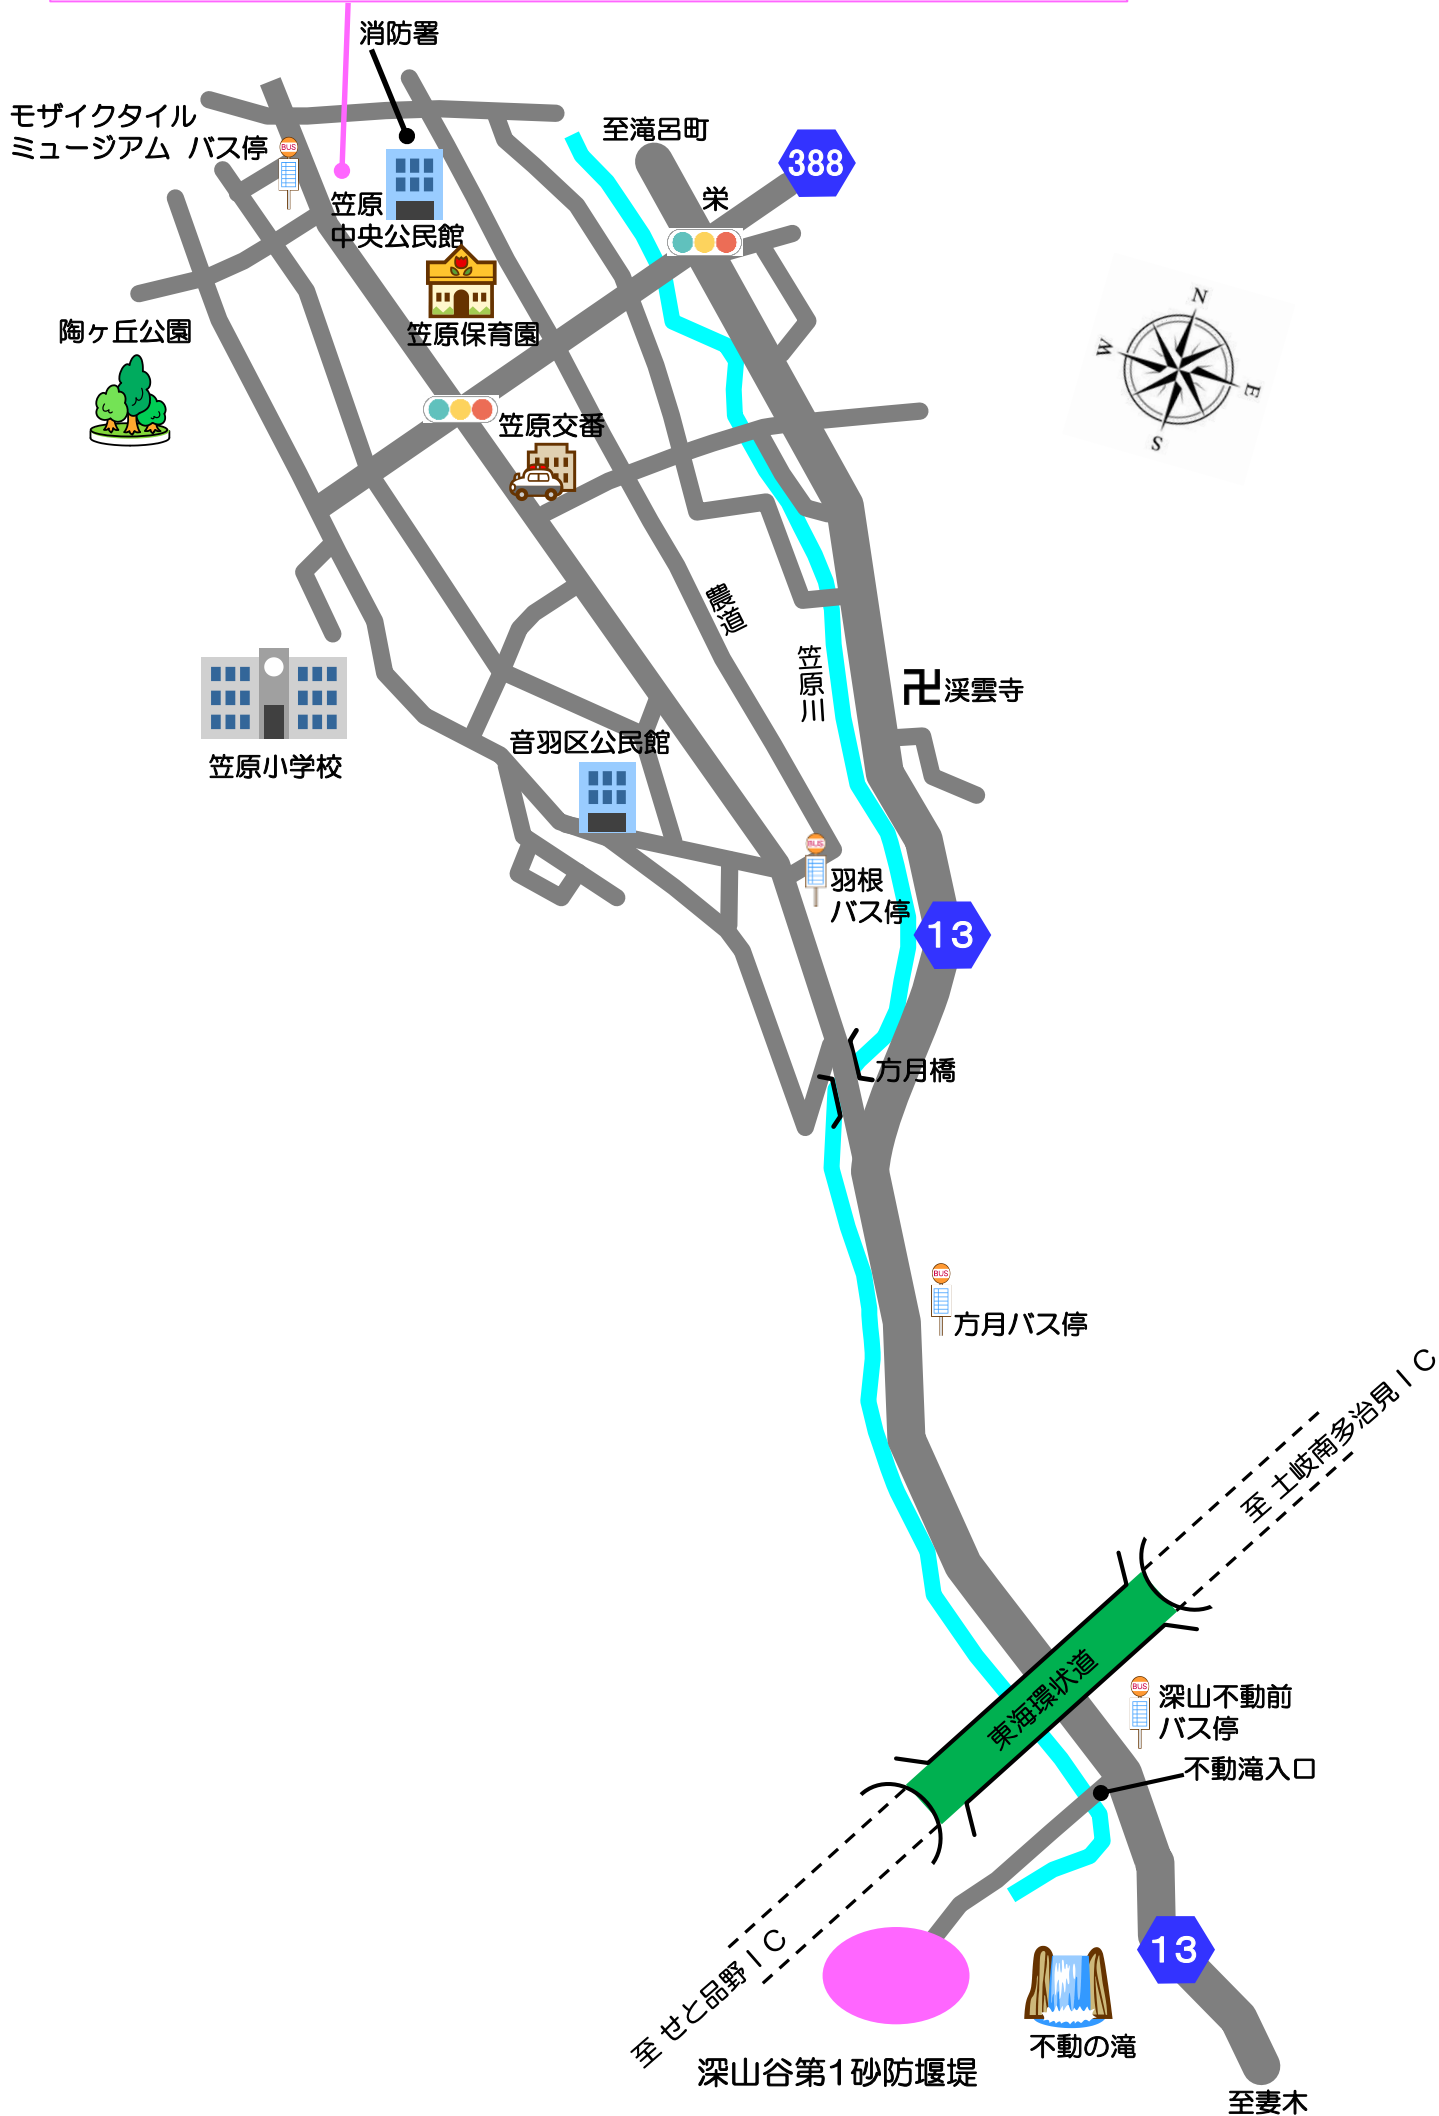 消防署
モザイクタイル
ミュージアム バス停
BUS
至滝呂町
388
栄
笠原
中央公民館
N
W
E
S
陶ヶ丘公園
笠原保育園
笠原交番
農道
笠原川
卍渓雲寺
音羽区公民館
笠原小学校
BUS
羽根
バス停
13
方月橋
BUS
方月バス停
至 土岐南多治見IC
東海環状道
BUS
深山不動前
バス停
不動滝入口
至 せと品野IC
13
不動の滝
深山谷第1砂防堰堤
至妻木